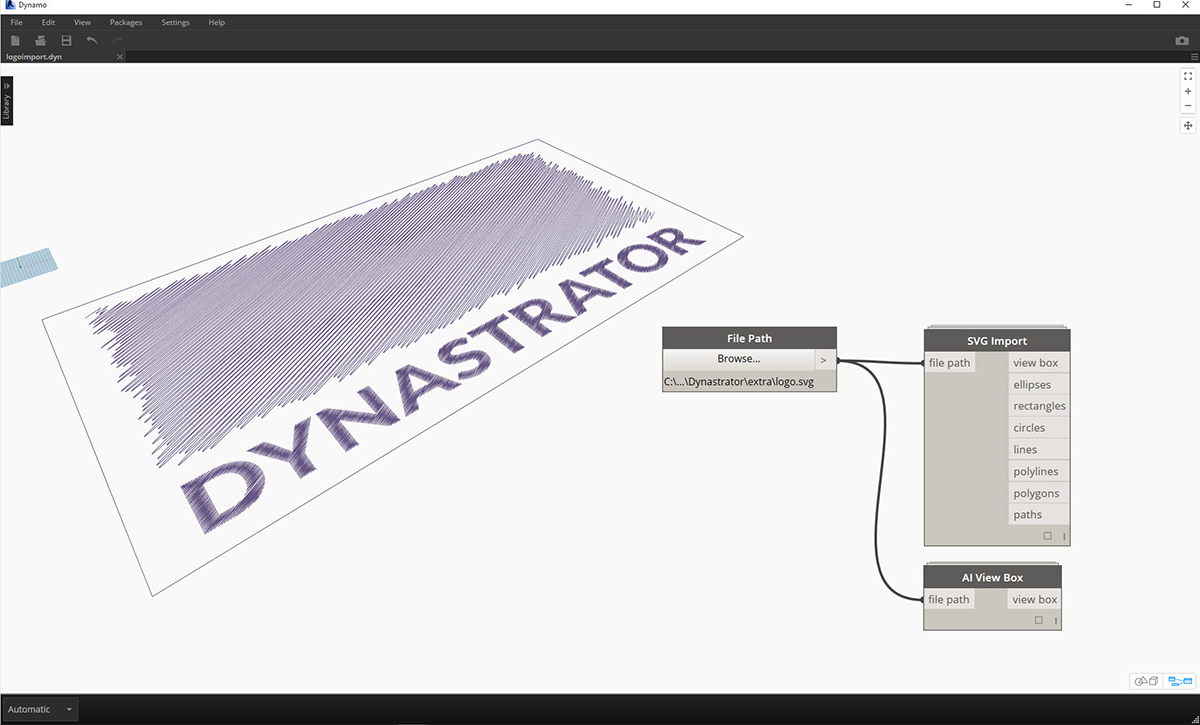 Dynamo
File Edit View Packages Settings Help
logoimport.dyn
Library
DYNASTRATOR
File Path
Browse... >
C:\...\Dynastrator\extra\logo.svg
SVG Import
file path view box
ellipses
rectangles
circles
lines
polylines
polygons
paths
AI View Box
file path view box
Automatic